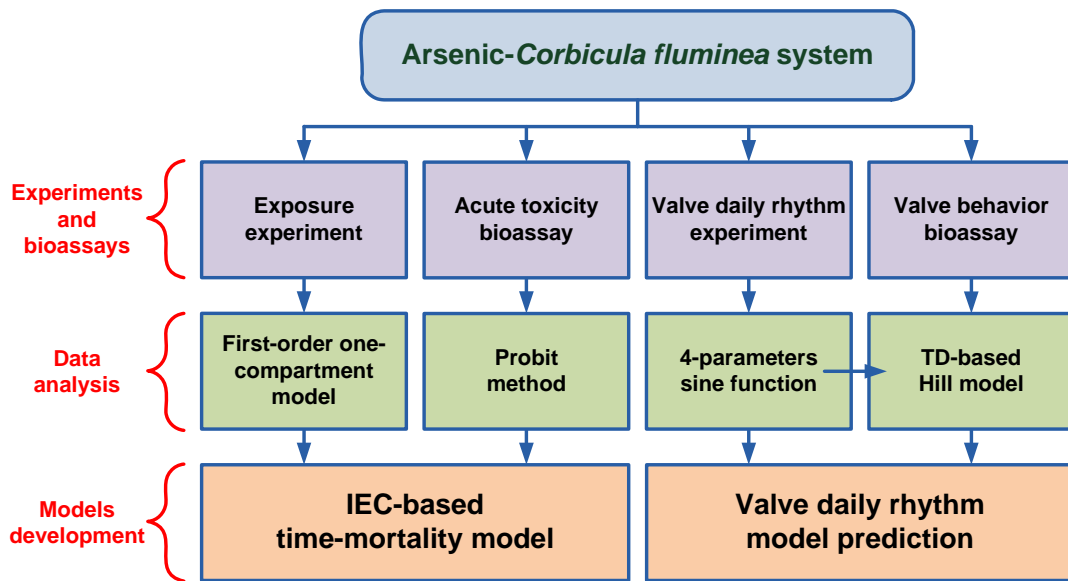 Arsenic-Corbicula fluminea system
Experiments
and
bioassays
Exposure
experiment
Acute toxicity
bioassay
Valve daily rhythm
experiment
Valve behavior
bioassay
Data
analysis
First-order one-
compartment
model
Probit
method
4-parameters
sine function
TD-based
Hill model
Models
development
IEC-based
time-mortality model
Valve daily rhythm
model prediction